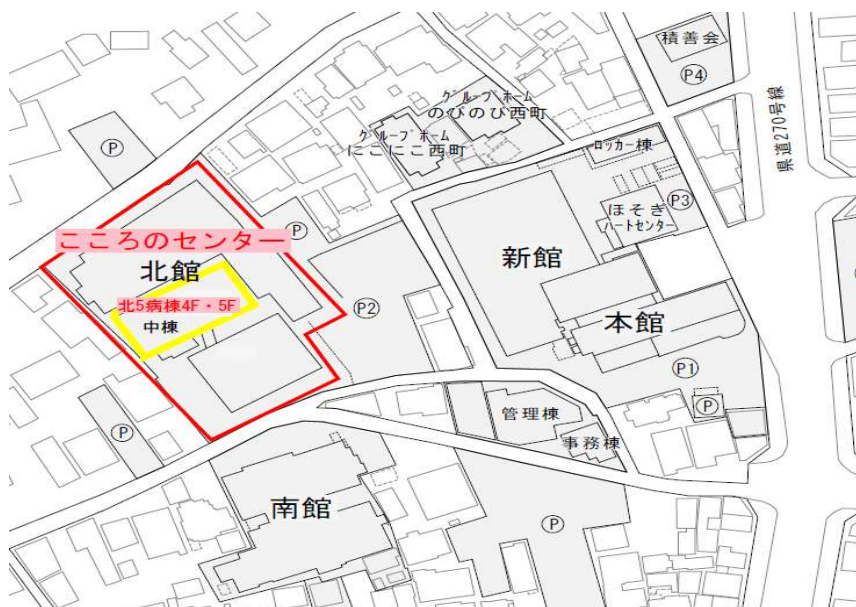 積善会
P4
県道270号線
グループホーム
のびのび西町
グループホーム
にこにこ西町
ロッカー棟
P
P3
ほそぎ
ハートセンター
P
こころのセンター
北館
新館
北5病棟4F・5F
中棟
P2
本館
P1
P
管理棟
P
事務棟
南館
P